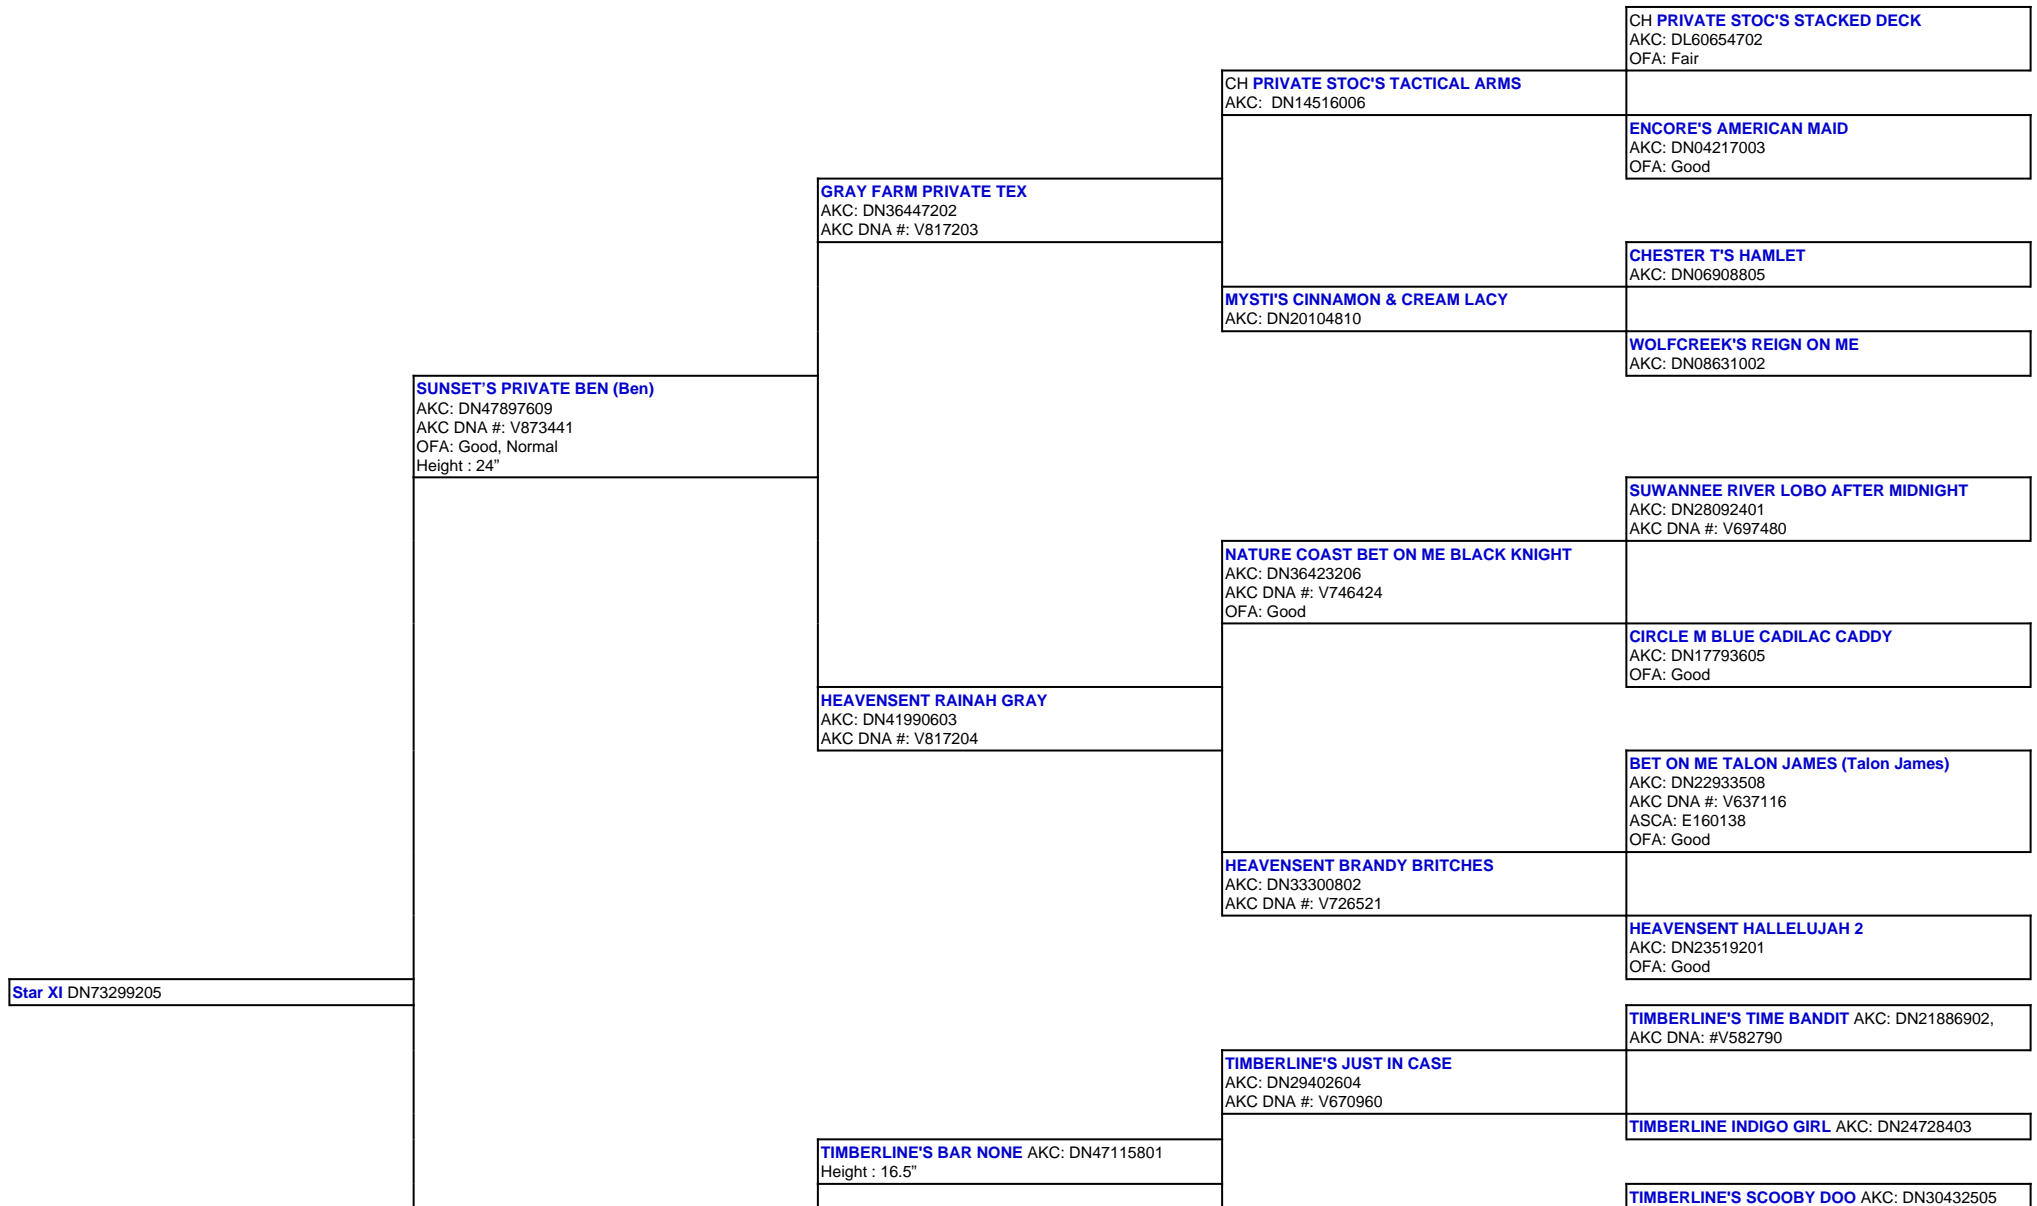 CH PRIVATE STOC'S STACKED DECK
AKC: DL60654702
OFA: Fair
CH PRIVATE STOC'S TACTICAL ARMS
AKC:  DN14516006
ENCORE'S AMERICAN MAID
AKC: DN04217003
OFA: Good
GRAY FARM PRIVATE TEX
AKC: DN36447202
AKC DNA #: V817203
CHESTER T'S HAMLET
AKC: DN06908805
MYSTI'S CINNAMON & CREAM LACY
AKC: DN20104810
WOLFCREEK'S REIGN ON ME
AKC: DN08631002
SUNSET’S PRIVATE BEN (Ben)
AKC: DN47897609
AKC DNA #: V873441
OFA: Good, Normal
Height : 24”
SUWANNEE RIVER LOBO AFTER MIDNIGHT
AKC: DN28092401
AKC DNA #: V697480
NATURE COAST BET ON ME BLACK KNIGHT
AKC: DN36423206
AKC DNA #: V746424
OFA: Good
CIRCLE M BLUE CADILAC CADDY
AKC: DN17793605
OFA: Good
HEAVENSENT RAINAH GRAY
AKC: DN41990603
AKC DNA #: V817204
BET ON ME TALON JAMES (Talon James)
AKC: DN22933508
AKC DNA #: V637116
ASCA: E160138
OFA: Good
HEAVENSENT BRANDY BRITCHES
AKC: DN33300802
AKC DNA #: V726521
HEAVENSENT HALLELUJAH 2
AKC: DN23519201
OFA: Good
Star XI DN73299205
TIMBERLINE'S TIME BANDIT AKC: DN21886902,
AKC DNA: #V582790
TIMBERLINE'S JUST IN CASE
AKC: DN29402604
AKC DNA #: V670960
TIMBERLINE INDIGO GIRL AKC: DN24728403
TIMBERLINE'S BAR NONE AKC: DN47115801
Height : 16.5”
TIMBERLINE'S SCOOBY DOO AKC: DN30432505